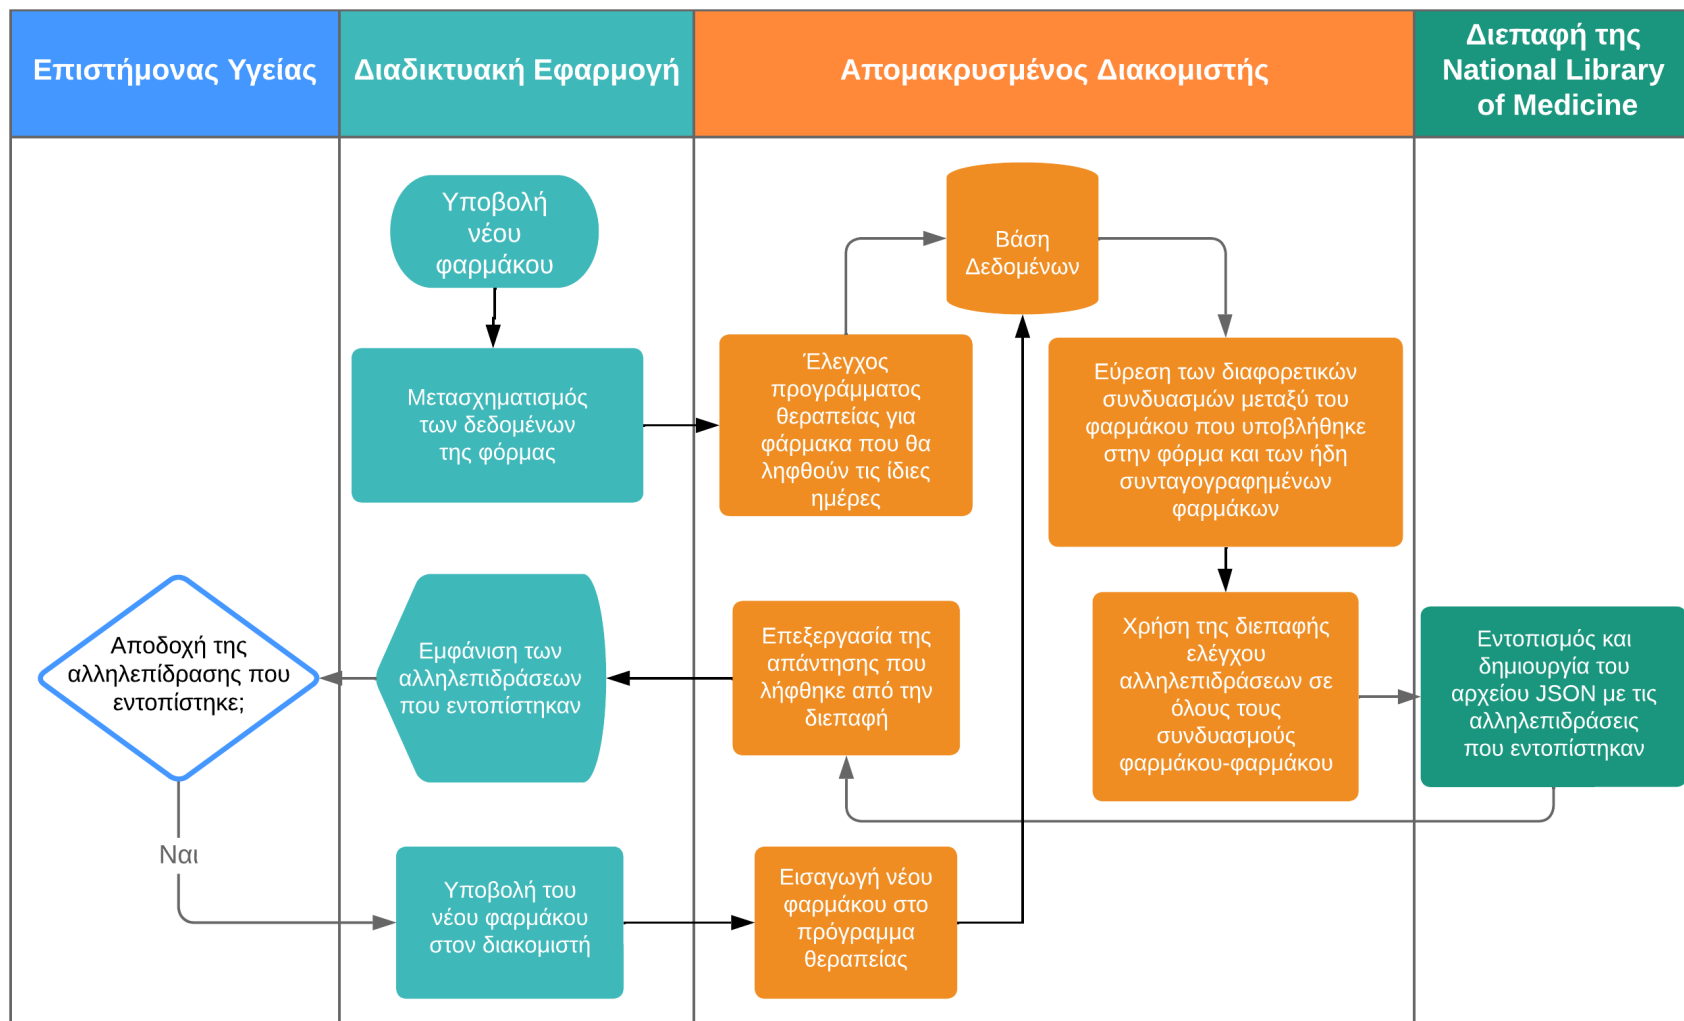 Επιστήμονας Υγείας
Διαδικτυακή Εφαρμογή
Απομακρυσμένος Διακομιστής
Διεπαφή της
National Library
of Medicine
Υποβολή
νέου
φαρμάκου
Βάση
Δεδομένων
Μετασχηματισμός
των δεδομένων
της φόρμας
Έλεγχος
προγράμματος
θεραπείας για
φάρμακα που θα
ληφθούν τις ίδιες
ημέρες
Εύρεση των διαφορετικών
συνδυασμών μεταξύ του
φαρμάκου που υποβλήθηκε
στην φόρμα και των ήδη
συνταγογραφημένων
φαρμάκων
Αποδοχή της
αλληλεπίδρασης που
εντοπίστηκε;
Εμφάνιση των
αλληλεπιδράσεων
που εντοπίστηκαν
Επεξεργασία της
απάντησης που
λήφθηκε από την
διεπαφή
Χρήση της διεπαφής
ελέγχου
αλληλεπιδράσεων σε
όλους τους
συνδυασμούς
φαρμάκου-φαρμάκου
Εντοπισμός και
δημιουργία του
αρχείου JSON με τις
αλληλεπιδράσεις
που εντοπίστηκαν
Ναι
Υποβολή του
νέου φαρμάκου
στον διακομιστή
Εισαγωγή νέου
φαρμάκου στο
πρόγραμμα
θεραπείας